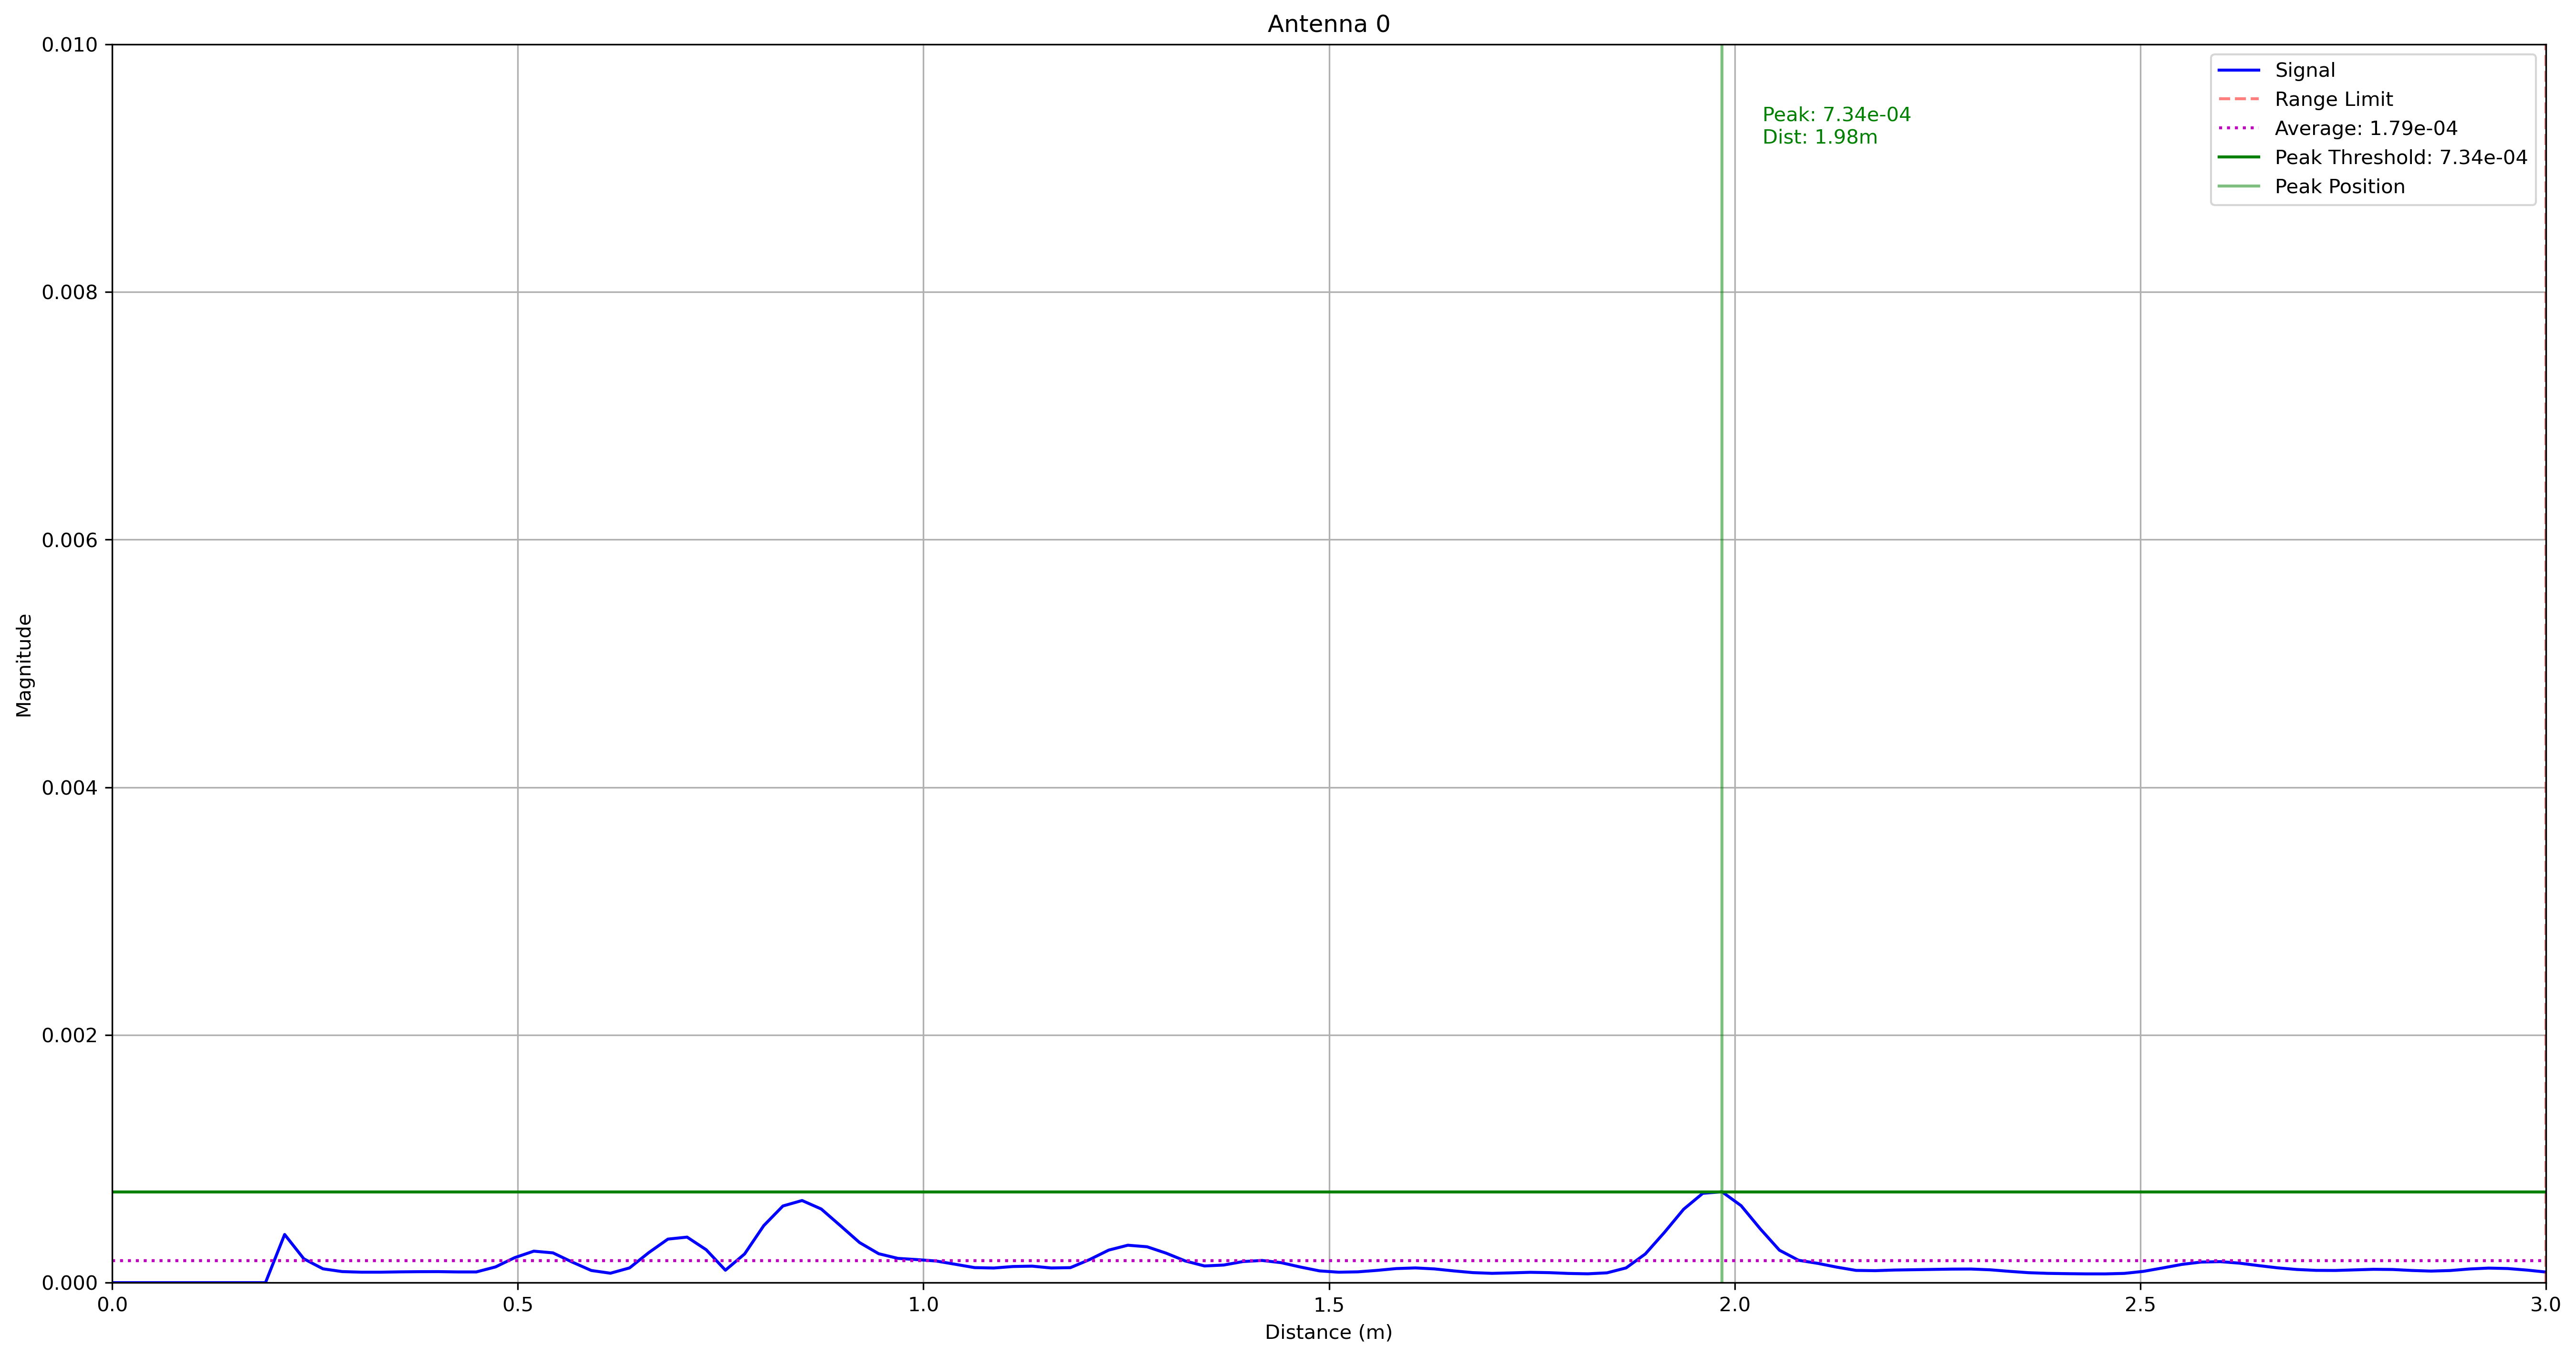 Antenna 0
0.010
0.008
0.006
0.004
0.002
0.000
Magnitude
Peak: 7.34e-04
Dist: 1.98m
Signal
Range Limit
Average: 1.79e-04
Peak Threshold: 7.34e-04
Peak Position
0.0 0.5 1.0 1.5 2.0 2.5 3.0
Distance (m)